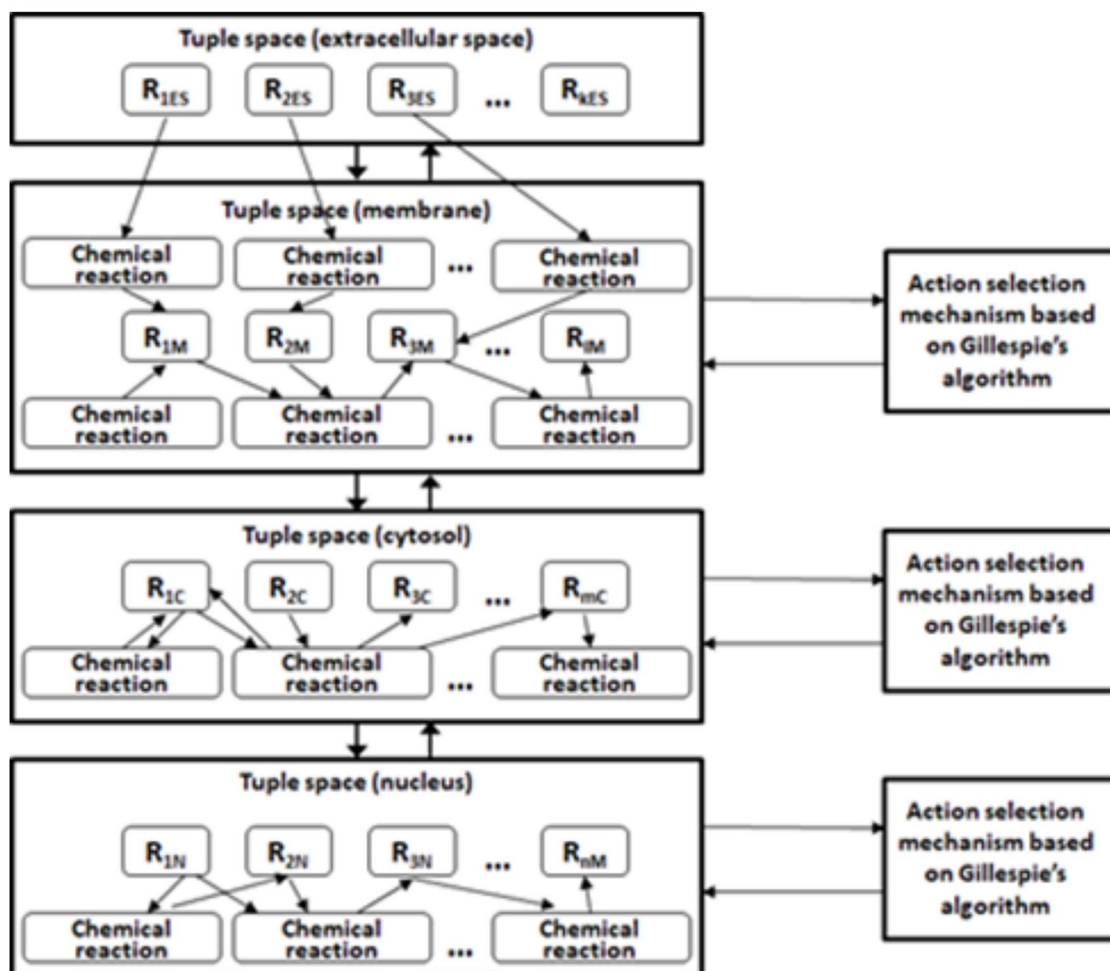 Tuple space (extracellular space)
R1ES R2ES R3ES ... RkES
Tuple space (membrane)
Chemical reaction Chemical reaction ... Chemical reaction
R1M R2M R3M ... RlM
Chemical reaction Chemical reaction ... Chemical reaction
Action selection
mechanism based
on Gillespie's
algorithm
Tuple space (cytosol)
R1C R2C R3C ... RmC
Chemical reaction Chemical reaction ... Chemical reaction
Action selection
mechanism based
on Gillespie's
algorithm
Tuple space (nucleus)
R1N R2N R3N ... RnM
Chemical reaction Chemical reaction ... Chemical reaction
Action selection
mechanism based
on Gillespie's
algorithm